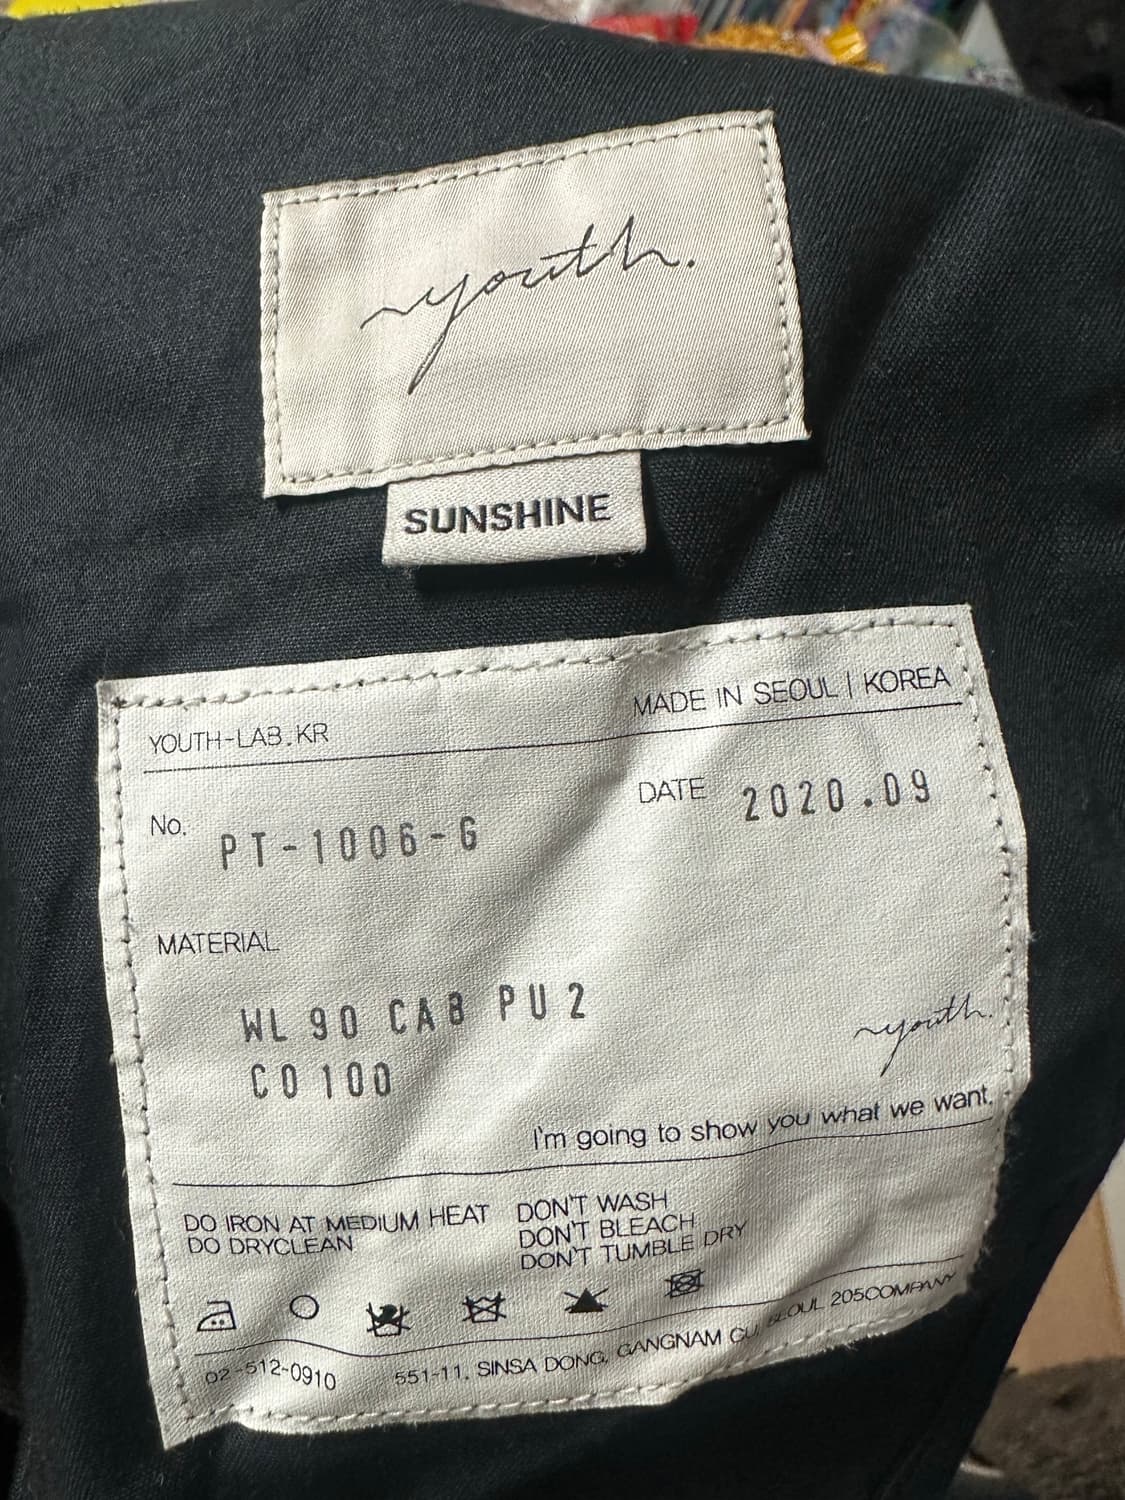 youth.
SUNSHINE
YOUTH-LAB.KR MADE IN SEOUL | KOREA
No. PT-1006-G DATE 2020.09
MATERIAL
WL 90 CA 8 PU 2
CO 100
youth.
I'm going to show you what we want.
DO IRON AT MEDIUM HEAT DON'T WASH
DO DRYCLEAN DON'T BLEACH
DON'T TUMBLE DRY
02-512-0910 551-11, SINSA DONG, GANGNAM GU, SEOUL 205COMPANY